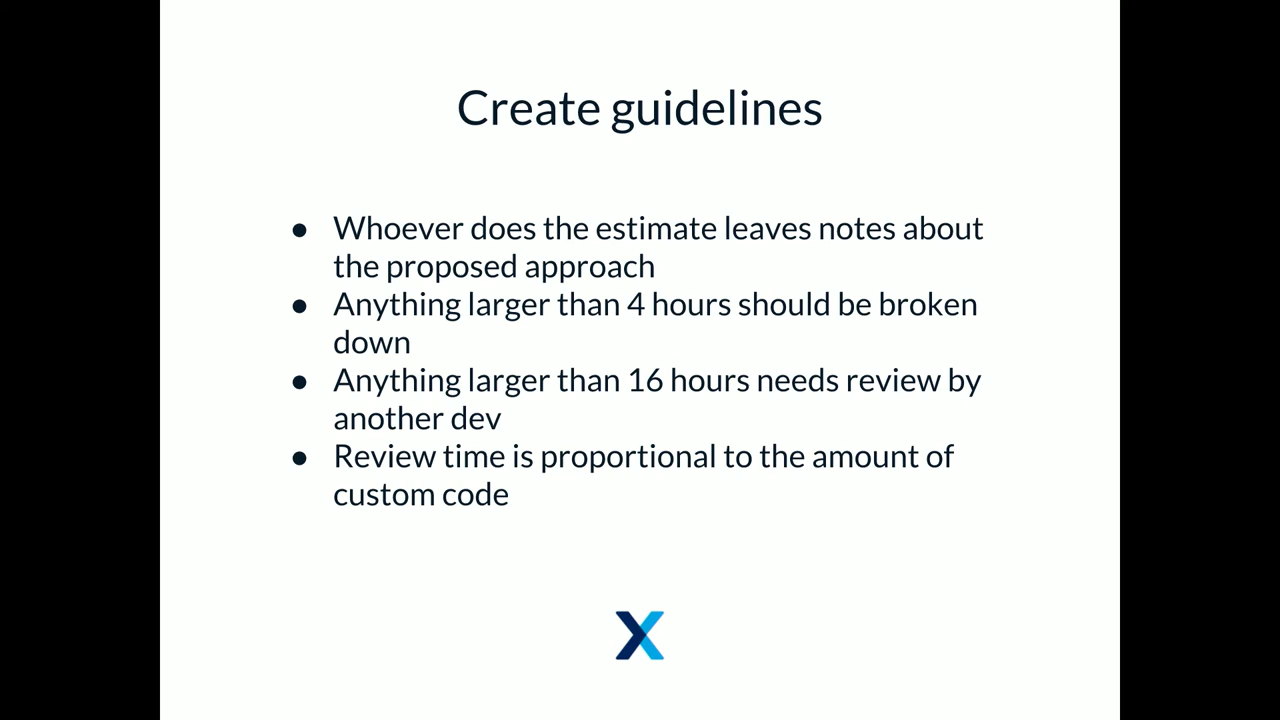 Create guidelines
● Whoever does the estimate leaves notes about
the proposed approach
● Anything larger than 4 hours should be broken
down
● Anything larger than 16 hours needs review by
another dev
● Review time is proportional to the amount of
custom code